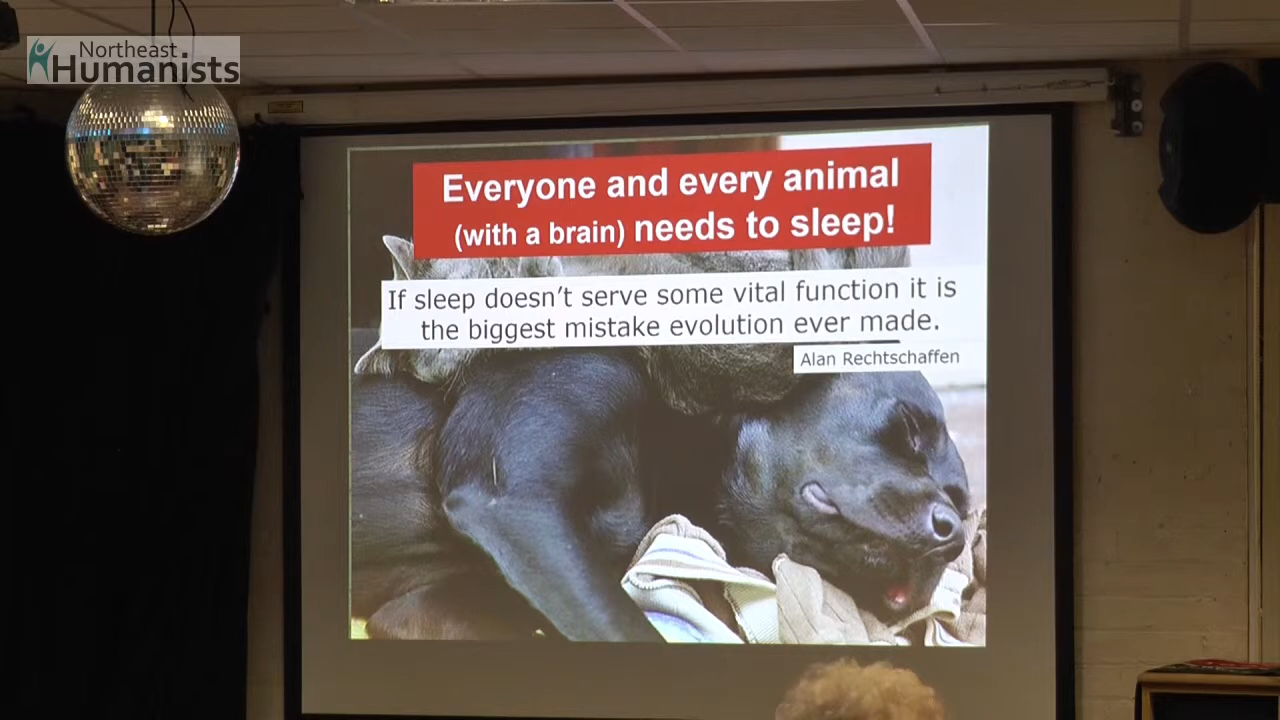 Northeast
Humanists
Everyone and every animal
(with a brain) needs to sleep!
If sleep doesn't serve some vital function it is
the biggest mistake evolution ever made.
Alan Rechtschaffen